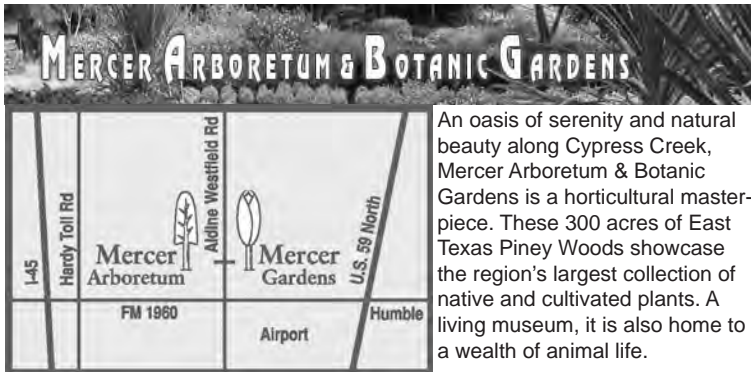 MERCER ARBORETUM & BOTANIC GARDENS
An oasis of serenity and natural
beauty along Cypress Creek,
Mercer Arboretum & Botanic
Gardens is a horticultural master-
piece. These 300 acres of East
Texas Piney Woods showcase
the region's largest collection of
native and cultivated plants. A
living museum, it is also home to
a wealth of animal life.
I-45
Hardy Toll Rd
Aldine Westfield Rd
U.S. 59 North
Mercer
Arboretum
Mercer
Gardens
FM 1960
Airport
Humble